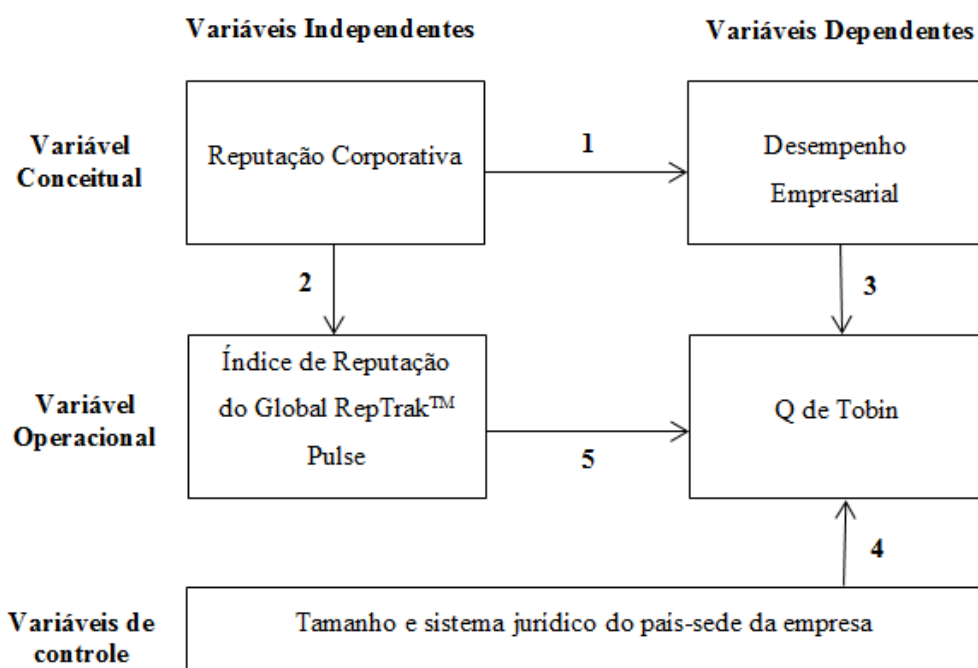 Variáveis Independentes
Variáveis Dependentes
Variável
Conceitual
Reputação Corporativa
1
Desempenho
Empresarial
2
3
Variável
Operacional
Índice de Reputação
do Global RepTrak™
Pulse
5
Q de Tobin
4
Variáveis de
controle
Tamanho e sistema jurídico do país-sede da empresa